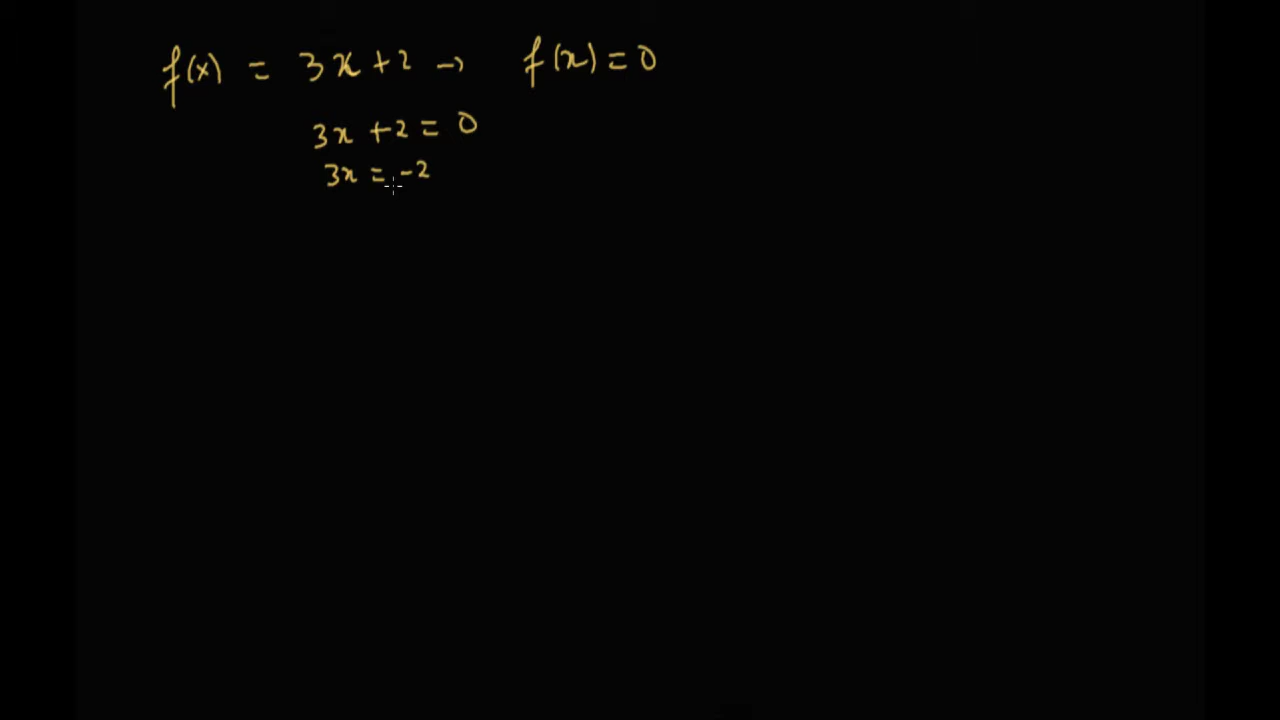 f(x) = 3x + 2 → f(x) = 0
3x + 2 = 0
3x = -2